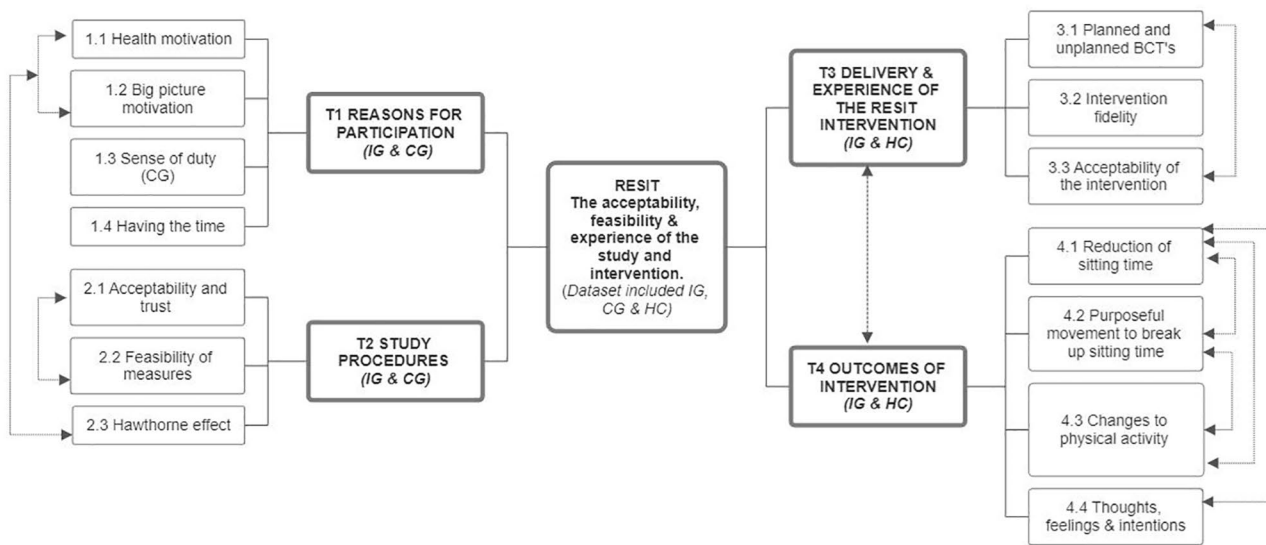 1.1 Health motivation
1.2 Big picture
motivation
1.3 Sense of duty
(CG)
1.4 Having the time
T1 REASONS FOR
PARTICIPATION
(IG & CG)
2.1 Acceptability and
trust
2.2 Feasibility of
measures
2.3 Hawthorne effect
T2 STUDY
PROCEDURES
(IG & CG)
RESIT
The acceptability,
feasibility &
experience of the
study and
intervention.
(Dataset included IG,
CG & HC)
T3 DELIVERY &
EXPERIENCE OF
THE RESIT
INTERVENTION
(IG & HC)
3.1 Planned and
unplanned BCT's
3.2 Intervention
fidelity
3.3 Acceptability of
the intervention
T4 OUTCOMES OF
INTERVENTION
(IG & HC)
4.1 Reduction of
sitting time
4.2 Purposeful
movement to break
up sitting time
4.3 Changes to
physical activity
4.4 Thoughts,
feelings & intentions